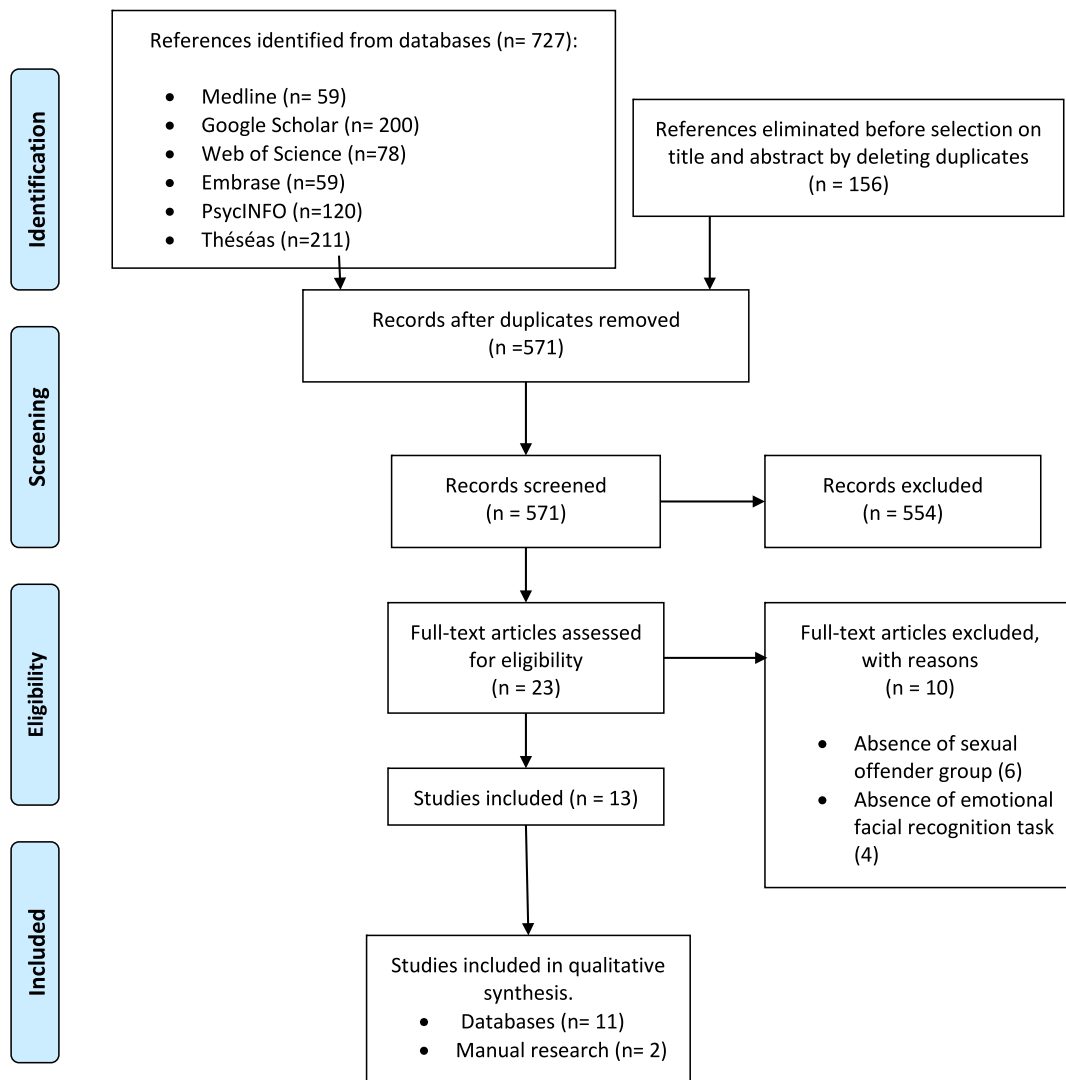 References identified from databases (n= 727):
• Medline (n= 59)
• Google Scholar (n= 200)
• Web of Science (n=78)
• Embrase (n=59)
• PsycINFO (n=120)
• Théséas (n=211)
References eliminated before selection on
title and abstract by deleting duplicates
(n = 156)
Identification
Records after duplicates removed
(n =571)
Screening
Records screened
(n = 571)
Records excluded
(n = 554)
Eligibility
Full-text articles assessed
for eligibility
(n = 23)
Full-text articles excluded,
with reasons
(n = 10)
• Absence of sexual
offender group (6)
• Absence of emotional
facial recognition task
(4)
Studies included (n = 13)
Included
Studies included in qualitative
synthesis.
• Databases (n= 11)
• Manual research (n= 2)